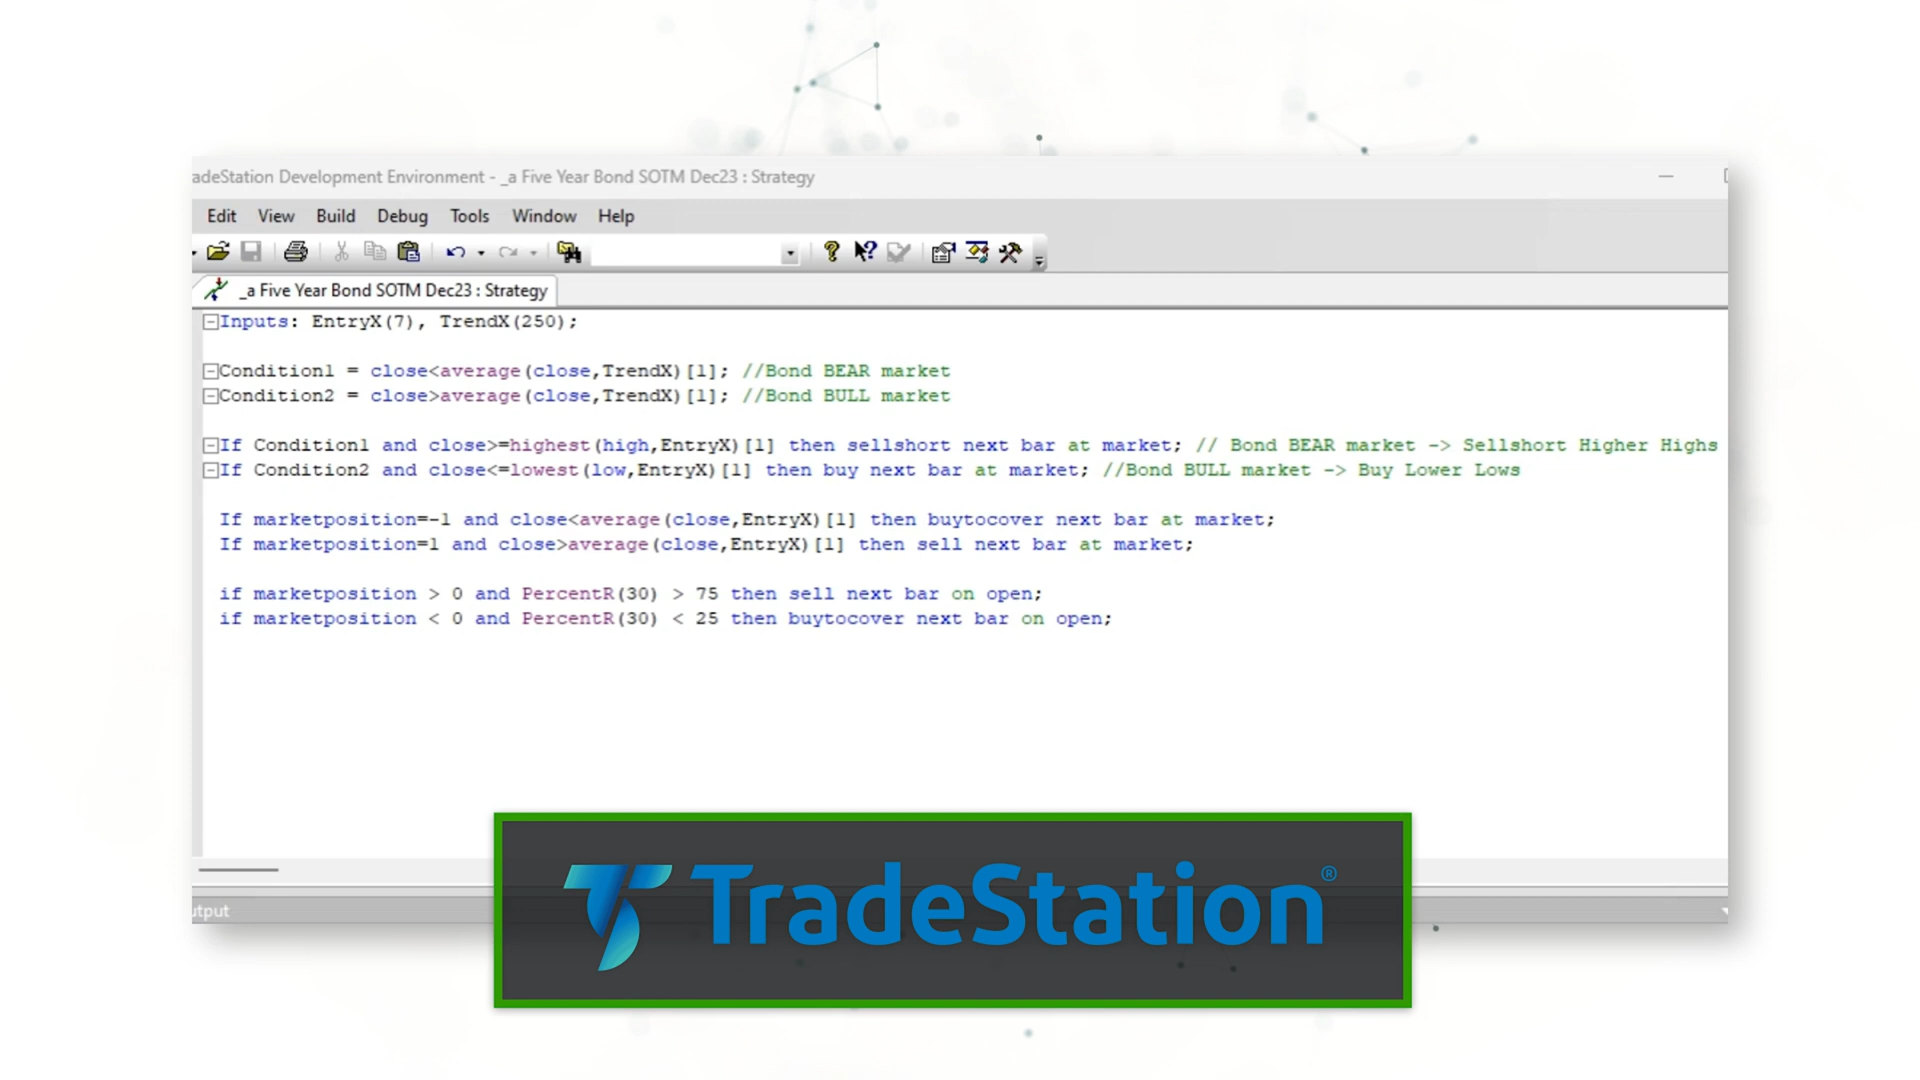 adeStation Development Environment - _a Five Year Bond SOTM Dec23 : Strategy
Edit View Build Debug Tools Window Help
_a Five Year Bond SOTM Dec23 : Strategy
Inputs: EntryX(7), TrendX(250);
Condition1 = close<average(close,TrendX)[1]; //Bond BEAR market
Condition2 = close>average(close,TrendX)[1]; //Bond BULL market
If Condition1 and close>=highest(high,EntryX)[1] then sellshort next bar at market; // Bond BEAR market -> Sellshort Higher Highs
If Condition2 and close<=lowest(low,EntryX)[1] then buy next bar at market; //Bond BULL market -> Buy Lower Lows
If marketposition=-1 and close<average(close,EntryX)[1] then buytocover next bar at market;
If marketposition=1 and close>average(close,EntryX)[1] then sell next bar at market;
if marketposition > 0 and PercentR(30) > 75 then sell next bar on open;
if marketposition < 0 and PercentR(30) < 25 then buytocover next bar on open;
utput
TradeStation®